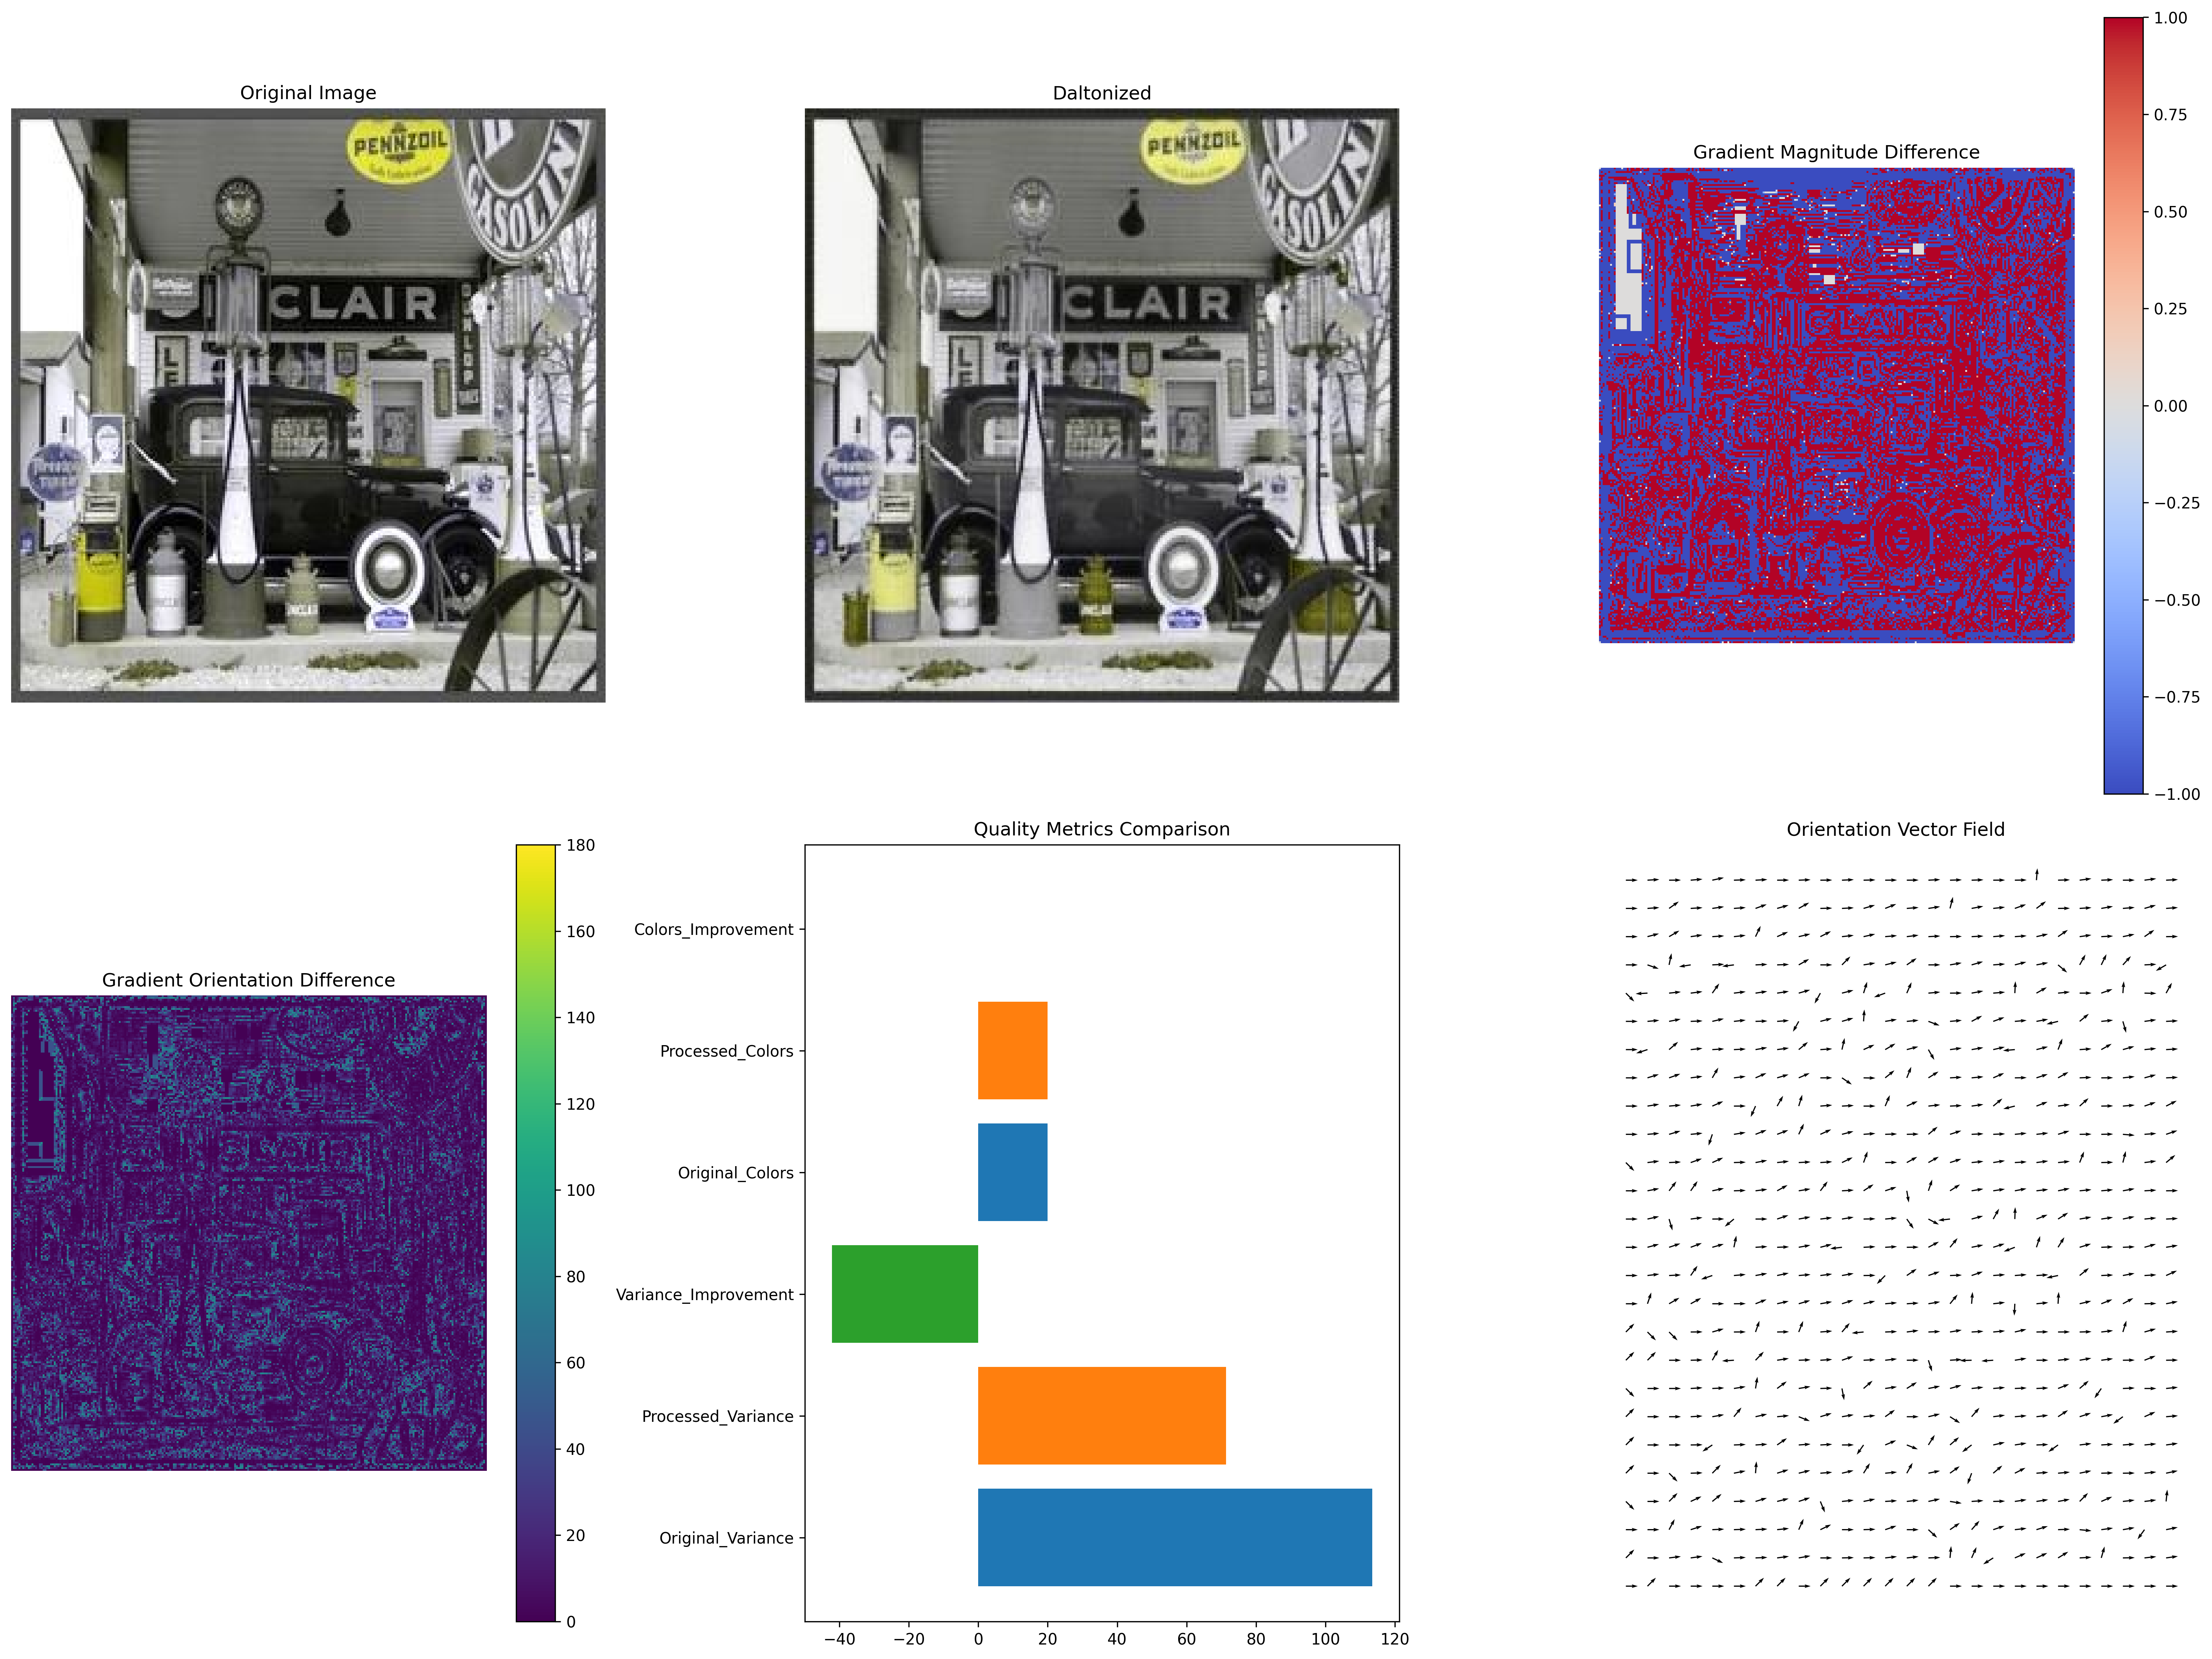 Original Image
PENNZOIL
GASOLIN
CLAIR
Daltonized
PENNZOIL
GASOLIN
CLAIR
Gradient Magnitude Difference
CLAIR
1.00
0.75
0.50
0.25
0.00
−0.25
−0.50
−0.75
−1.00
Gradient Orientation Difference
180
160
140
120
100
80
60
40
20
0
Quality Metrics Comparison
Colors_Improvement
Processed_Colors
Original_Colors
Variance_Improvement
Processed_Variance
Original_Variance
−40
−20
0
20
40
60
80
100
120
Orientation Vector Field